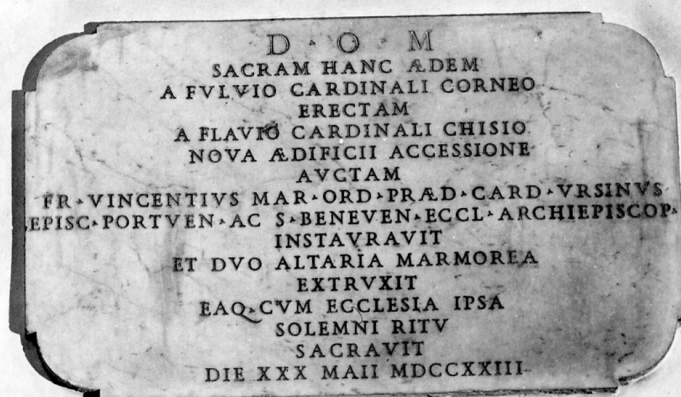 D · O · M
SACRAM HANC ÆDEM
A FVLVIO CARDINALI CORNEO
ERECTAM
A FLAVIO CARDINALI CHISIO
NOVA ÆDIFICII ACCESSIONE
AVCTAM
FR · VINCENTIVS MAR · ORD · PRÆD · CARD · VRSINVS
EPISC · PORTVEN · AC S · BENEVEN · ECCL · ARCHIEPISCOP ·
INSTAVRAVIT
ET DVO ALTARIA MARMOREA
EXTRVXIT
EAQ · CVM ECCLESIA IPSA
SOLEMNI RITV
SACRAVIT
DIE XXX MAII MDCCXXIII